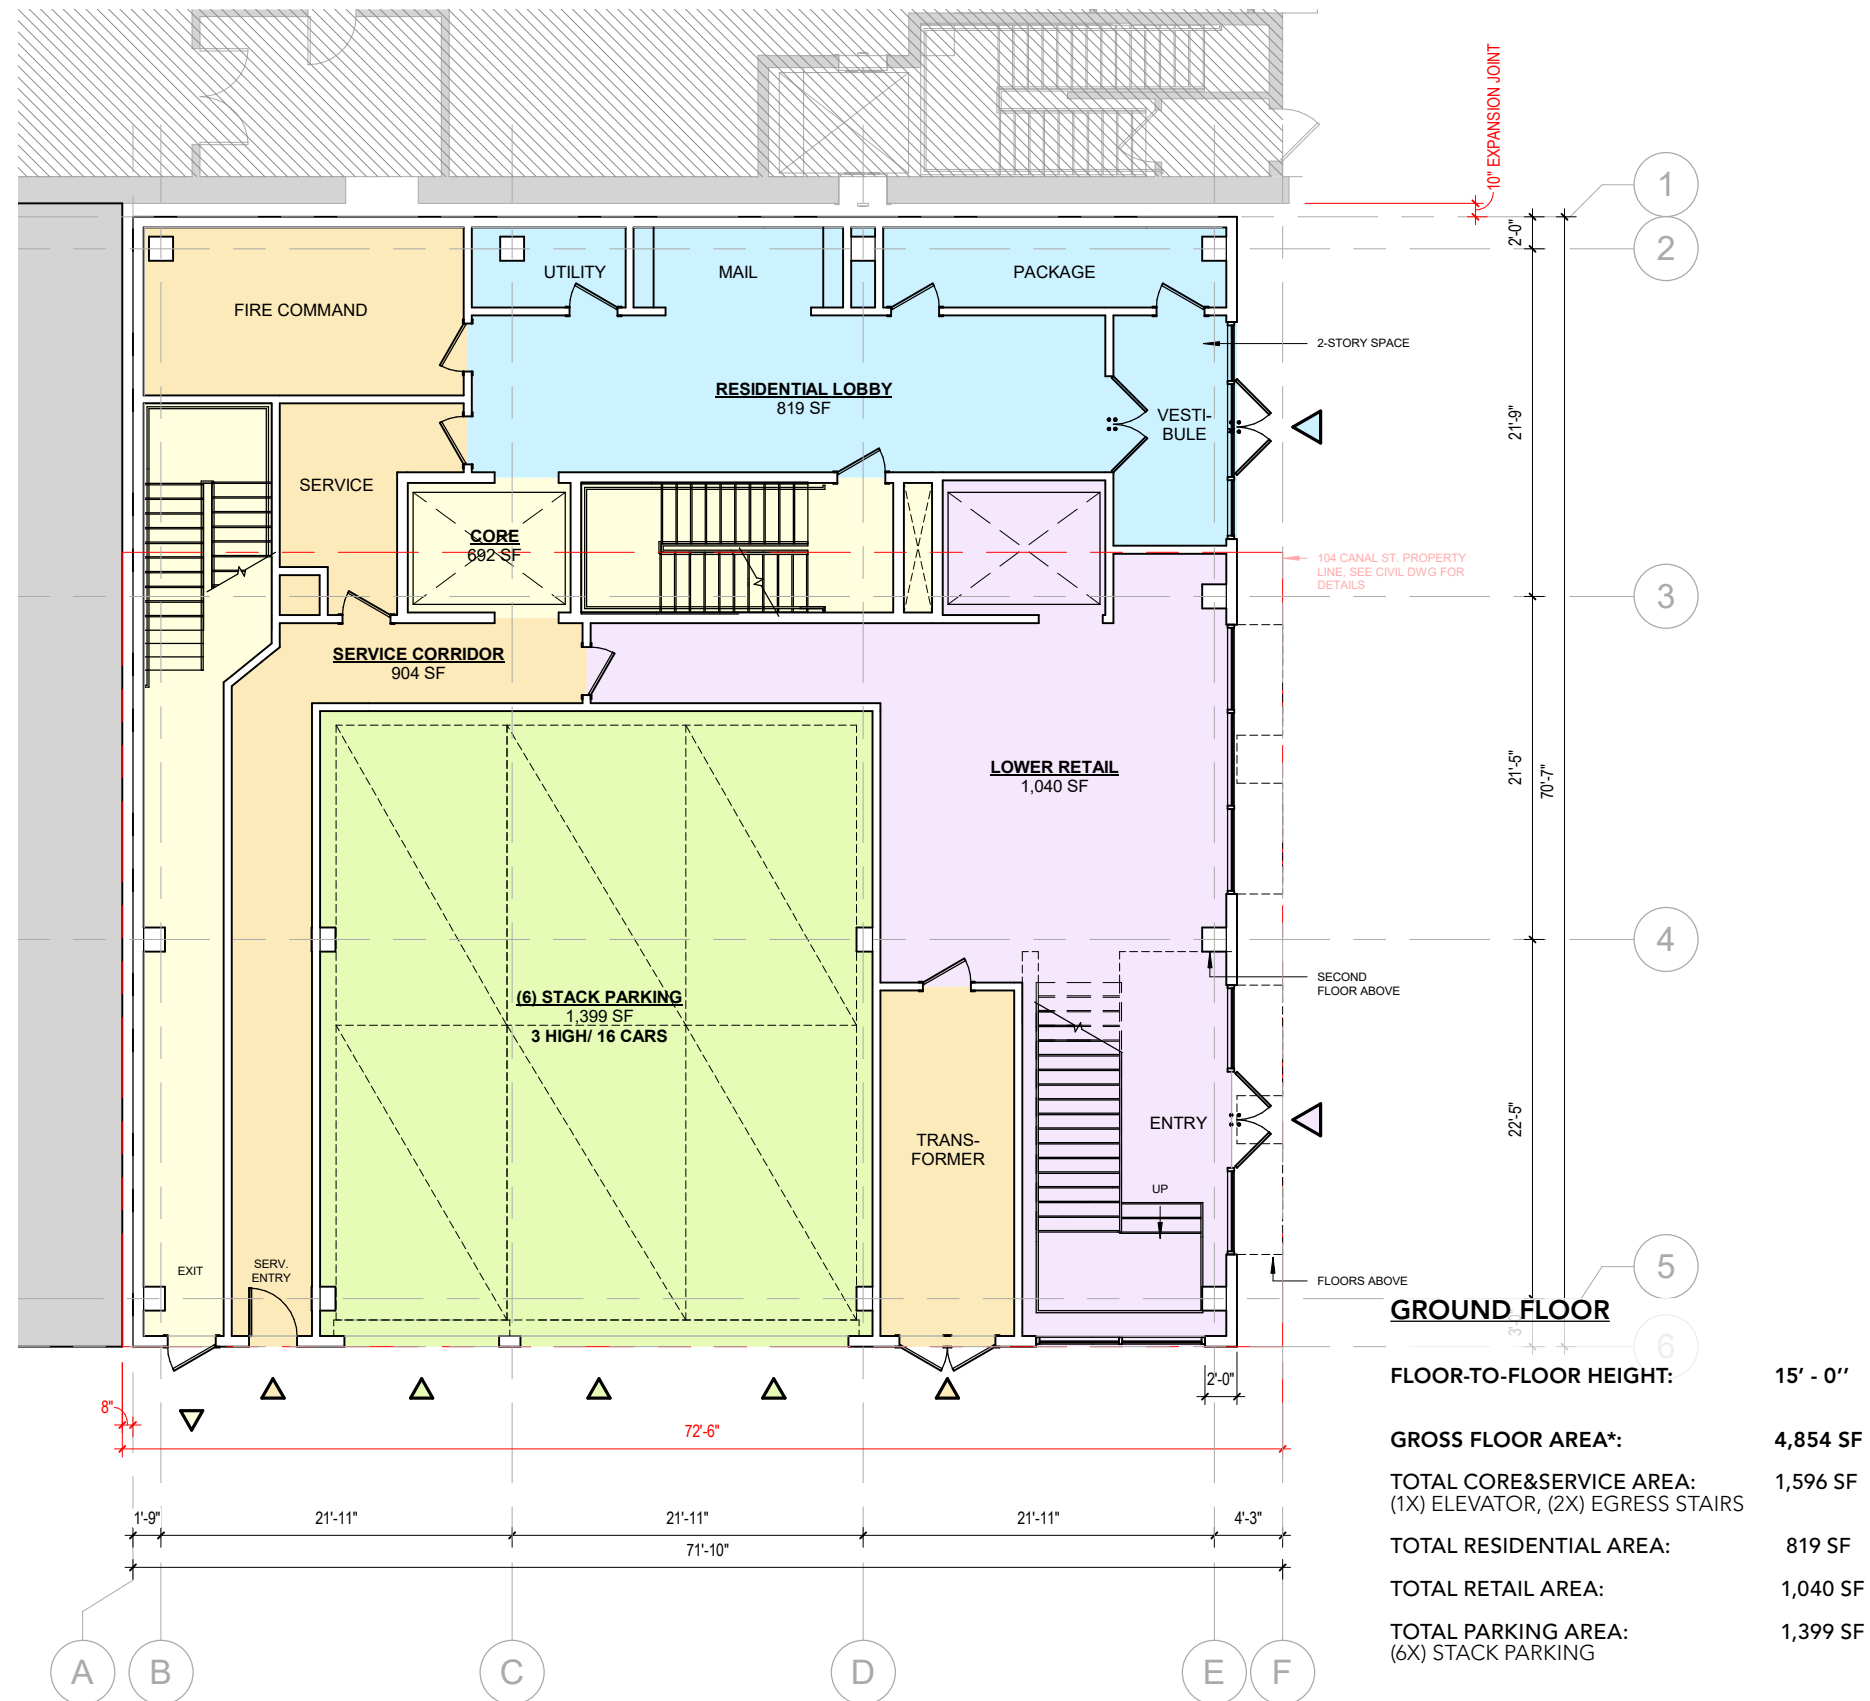 10" EXPANSION JOINT
1
2'-0"
2
UTILITY
MAIL
PACKAGE
FIRE COMMAND
2-STORY SPACE
RESIDENTIAL LOBBY
819 SF
VESTI-
BULE
21'-9"
SERVICE
CORE
692 SF
104 CANAL ST. PROPERTY
LINE, SEE CIVIL DWG FOR
DETAILS
3
SERVICE CORRIDOR
904 SF
LOWER RETAIL
1,040 SF
21'-5"
70'-7"
4
SECOND
FLOOR ABOVE
(6) STACK PARKING
1,399 SF
3 HIGH/ 16 CARS
TRANS-
FORMER
ENTRY
22'-5"
UP
EXIT
SERV.
ENTRY
FLOORS ABOVE
5
GROUND FLOOR
6
FLOOR-TO-FLOOR HEIGHT: 15' - 0''
2'-0"
8"
72'-6"
GROSS FLOOR AREA*: 4,854 SF
TOTAL CORE&SERVICE AREA: 1,596 SF
(1X) ELEVATOR, (2X) EGRESS STAIRS
1'-9"
21'-11"
21'-11"
21'-11"
4'-3"
71'-10"
TOTAL RESIDENTIAL AREA: 819 SF
TOTAL RETAIL AREA: 1,040 SF
TOTAL PARKING AREA: 1,399 SF
(6X) STACK PARKING
A
B
C
D
E
F